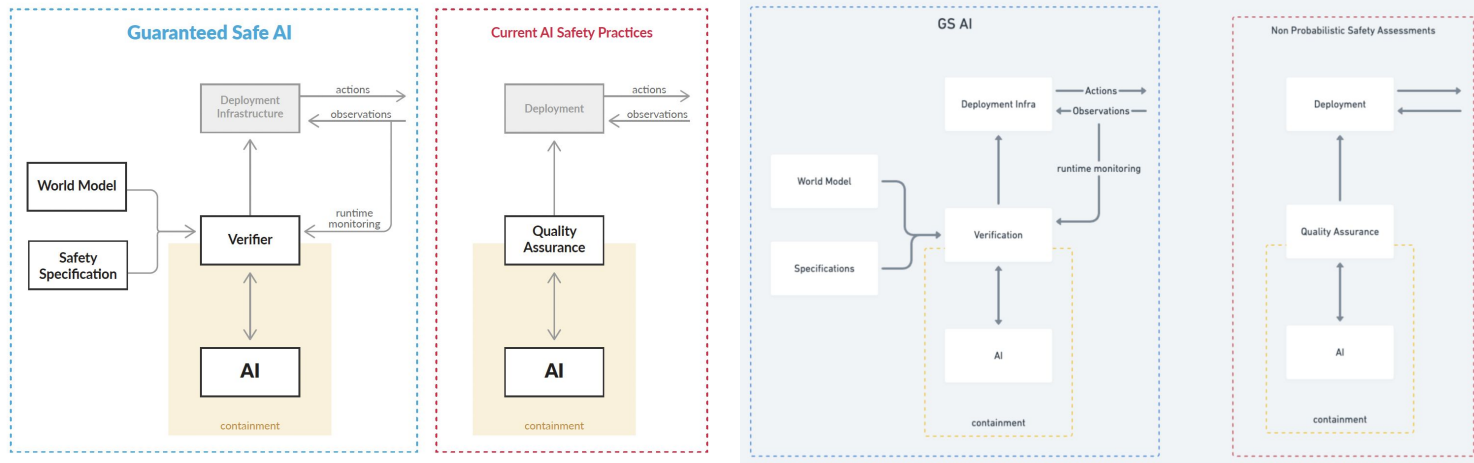 Guaranteed Safe AI
Deployment
Infrastructure
actions
observations
World Model
Safety
Specification
runtime
monitoring
Verifier
AI
containment
Current AI Safety Practices
Deployment
actions
observations
Quality
Assurance
AI
containment
GS AI
Deployment Infra
Actions
Observations
runtime monitoring
World Model
Specifications
Verification
AI
containment
Non Probabilistic Safety Assessments
Deployment
Quality Assurance
AI
containment